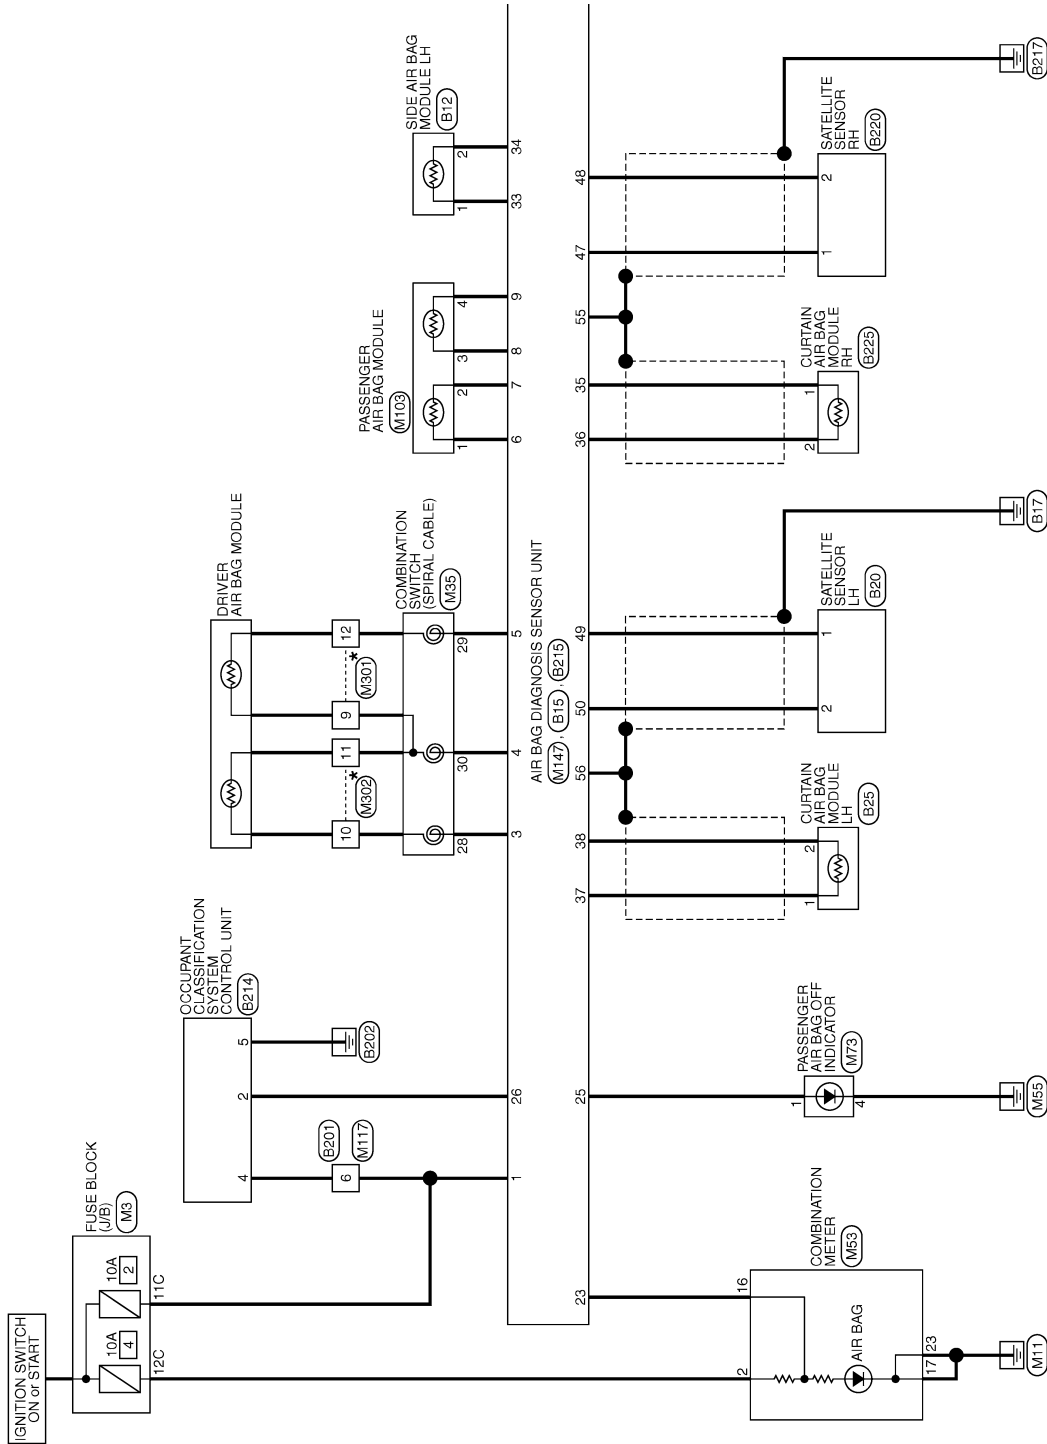 IGNITION SWITCH
ON or START
FUSE BLOCK
(J/B)
M3
10A
4
10A
2
12C
11C
OCCUPANT
CLASSIFICATION
SYSTEM
CONTROL UNIT
B214
4
2
5
B201
M117
6
B202
DRIVER
AIR BAG MODULE
10
11
9
12
M302
★
M301
★
COMBINATION
SWITCH
(SPIRAL CABLE)
M35
28
30
29
PASSENGER
AIR BAG MODULE
M103
1
2
3
4
SIDE AIR BAG
MODULE LH
B12
1
2
1
26
3
4
5
6
7
8
9
33
34
AIR BAG DIAGNOSIS SENSOR UNIT
M147 , B15 , B215
23
25
37
38
56
50
49
36
35
55
47
48
COMBINATION
METER
M53
2
16
AIR BAG
17
23
M11
PASSENGER
AIR BAG OFF
INDICATOR
M73
1
4
M55
CURTAIN
AIR BAG
MODULE
LH
B25
1
2
SATELLITE
SENSOR
LH
B20
2
1
B17
CURTAIN
AIR BAG
MODULE
RH
B225
2
1
SATELLITE
SENSOR
RH
B220
1
2
B217